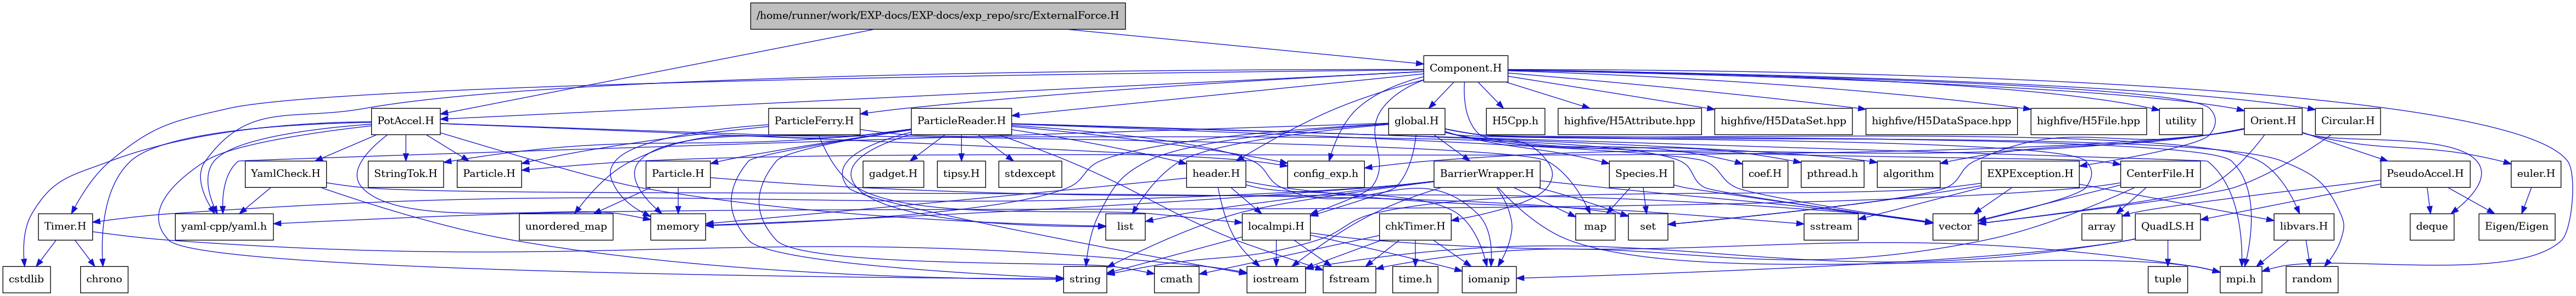 /home/runner/work/EXP-docs/EXP-docs/exp_repo/src/ExternalForce.H
Component.H
PotAccel.H
ParticleFerry.H
ParticleReader.H
global.H
H5Cpp.h
highfive/H5Attribute.hpp
highfive/H5DataSet.hpp
highfive/H5DataSpace.hpp
highfive/H5File.hpp
utility
Orient.H
Circular.H
YamlCheck.H
StringTok.H
Particle.H
Particle.H
gadget.H
tipsy.H
stdexcept
header.H
config_exp.h
BarrierWrapper.H
Species.H
coef.H
pthread.H
algorithm
EXPException.H
CenterFile.H
PseudoAccel.H
euler.H
Timer.H
yaml-cpp/yaml.h
unordered_map
memory
list
localmpi.H
chkTimer.H
map
set
sstream
vector
array
QuadLS.H
libvars.H
deque
Eigen/Eigen
cstdlib
chrono
string
cmath
iostream
fstream
time.h
iomanip
tuple
mpi.h
random